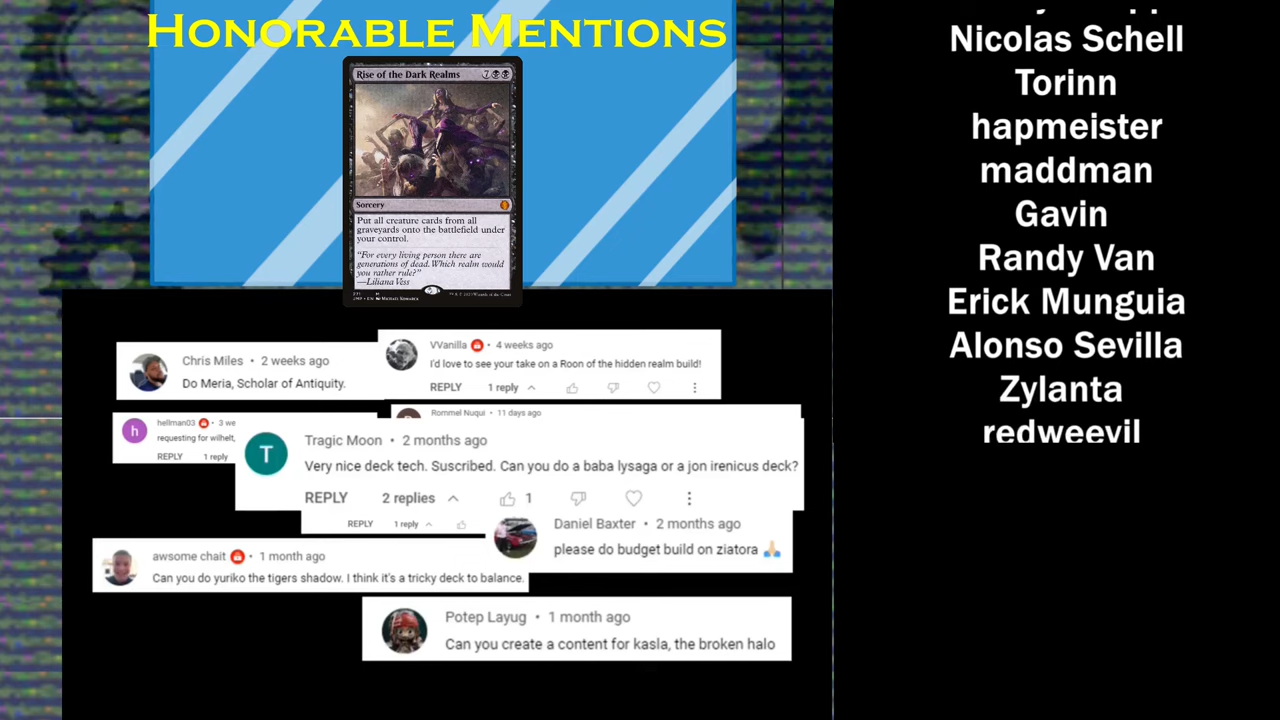 HONORABLE MENTIONS
Rise of the Dark Realms 7
Sorcery
Put all creature cards from all
graveyards onto the battlefield under
your control.
"For every living person there are
generations of dead. Which realm would
you rather rule?"
—Liliana Vess
Chris Miles • 2 weeks ago
Do Meria, Scholar of Antiquity.
VVanilla • 4 weeks ago
I'd love to see your take on a Roon of the hidden realm build!
REPLY 1 reply
hellman03 • 3 we
requesting for wilhelt,
REPLY 1 reply
Rommel Nuqui • 11 days ago
T
Tragic Moon • 2 months ago
Very nice deck tech. Suscribed. Can you do a baba lysaga or a jon irenicus deck?
REPLY 2 replies 1
REPLY 1 reply
Daniel Baxter • 2 months ago
please do budget build on ziatora 🙏
awsome chait • 1 month ago
Can you do yuriko the tigers shadow. I think it's a tricky deck to balance.
Potep Layug • 1 month ago
Can you create a content for kasla, the broken halo
Nicolas Schell
Torinn
hapmeister
maddman
Gavin
Randy Van
Erick Munguia
Alonso Sevilla
Zylanta
redweevil